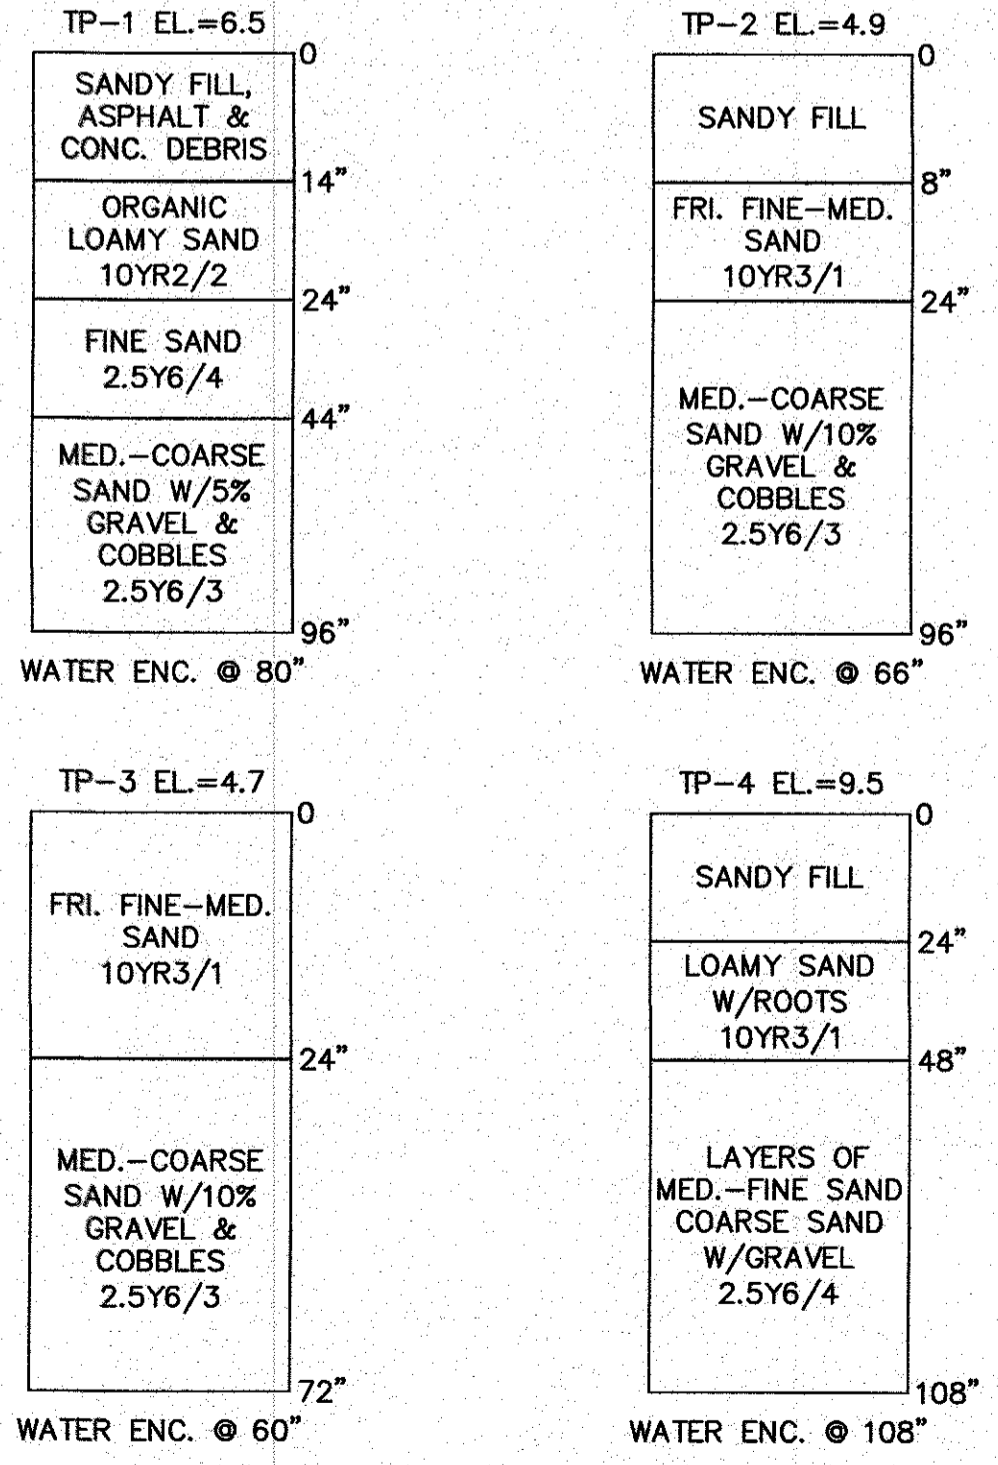 TP-1 EL.=6.5
0
SANDY FILL,
ASPHALT &
CONC. DEBRIS
14"
ORGANIC
LOAMY SAND
10YR2/2
24"
FINE SAND
2.5Y6/4
44"
MED.-COARSE
SAND W/5%
GRAVEL &
COBBLES
2.5Y6/3
96"
WATER ENC. @ 80"
TP-2 EL.=4.9
0
SANDY FILL
8"
FRI. FINE-MED.
SAND
10YR3/1
24"
MED.-COARSE
SAND W/10%
GRAVEL &
COBBLES
2.5Y6/3
96"
WATER ENC. @ 66"
TP-3 EL.=4.7
0
FRI. FINE-MED.
SAND
10YR3/1
24"
MED.-COARSE
SAND W/10%
GRAVEL &
COBBLES
2.5Y6/3
72"
WATER ENC. @ 60"
TP-4 EL.=9.5
0
SANDY FILL
24"
LOAMY SAND
W/ROOTS
10YR3/1
48"
LAYERS OF
MED.-FINE SAND
COARSE SAND
W/GRAVEL
2.5Y6/4
108"
WATER ENC. @ 108"